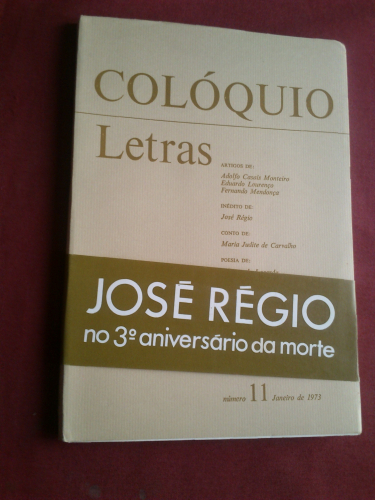 COLÓQUIO
Letras
ARTIGOS DE:
Adolfo Casais Monteiro
Eduardo Lourenço
Fernando Mendonça
INÉDITO DE:
José Régio
CONTO DE:
Maria Judite de Carvalho
POESIA DE:
JOSÉ RÉGIO
no 3º aniversário da morte
número 11 Janeiro de 1973